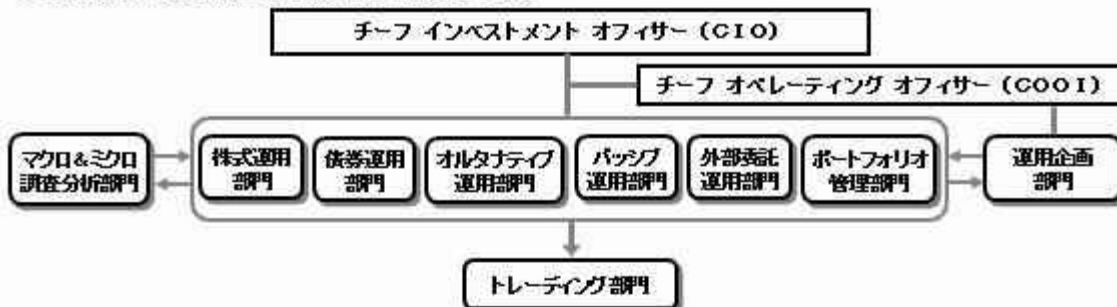 チーフ インベストメント オフィサー (CIO)
チーフ オペレーティング オフィサー (COOI)
マクロ&ミクロ
調査分析部門
株式運用
部門
債券運用
部門
オルタナティブ
運用部門
パッシブ
運用部門
外部委託
運用部門
ポートフォリオ
管理部門
運用企画
部門
トレーディング部門